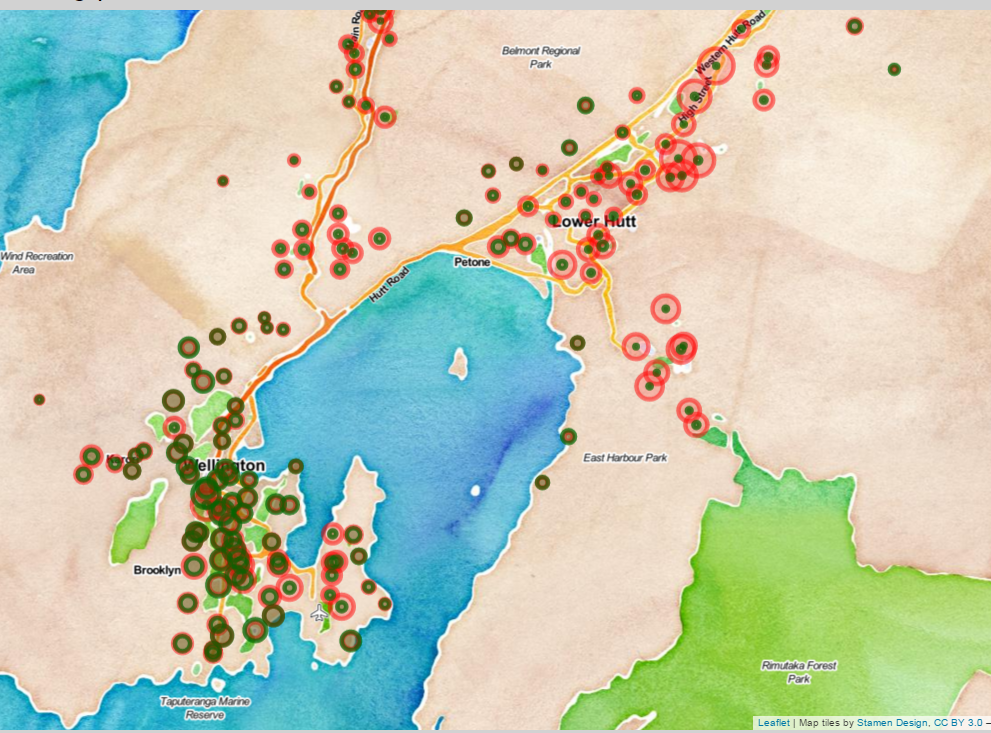 Belmont Regional
Park
Western Hutt Road
High Street
Lower Hutt
Wind Recreation
Area
Petone
Hutt Road
Wellington
East Harbour Park
Brooklyn
Rimutaka Forest
Park
Taputeranga Marine
Reserve
Leaflet | Map tiles by Stamen Design, CC BY 3.0 —